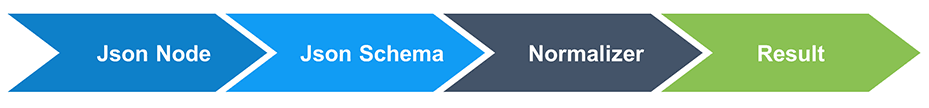 Json Node
Json Schema
Normalizer
Result